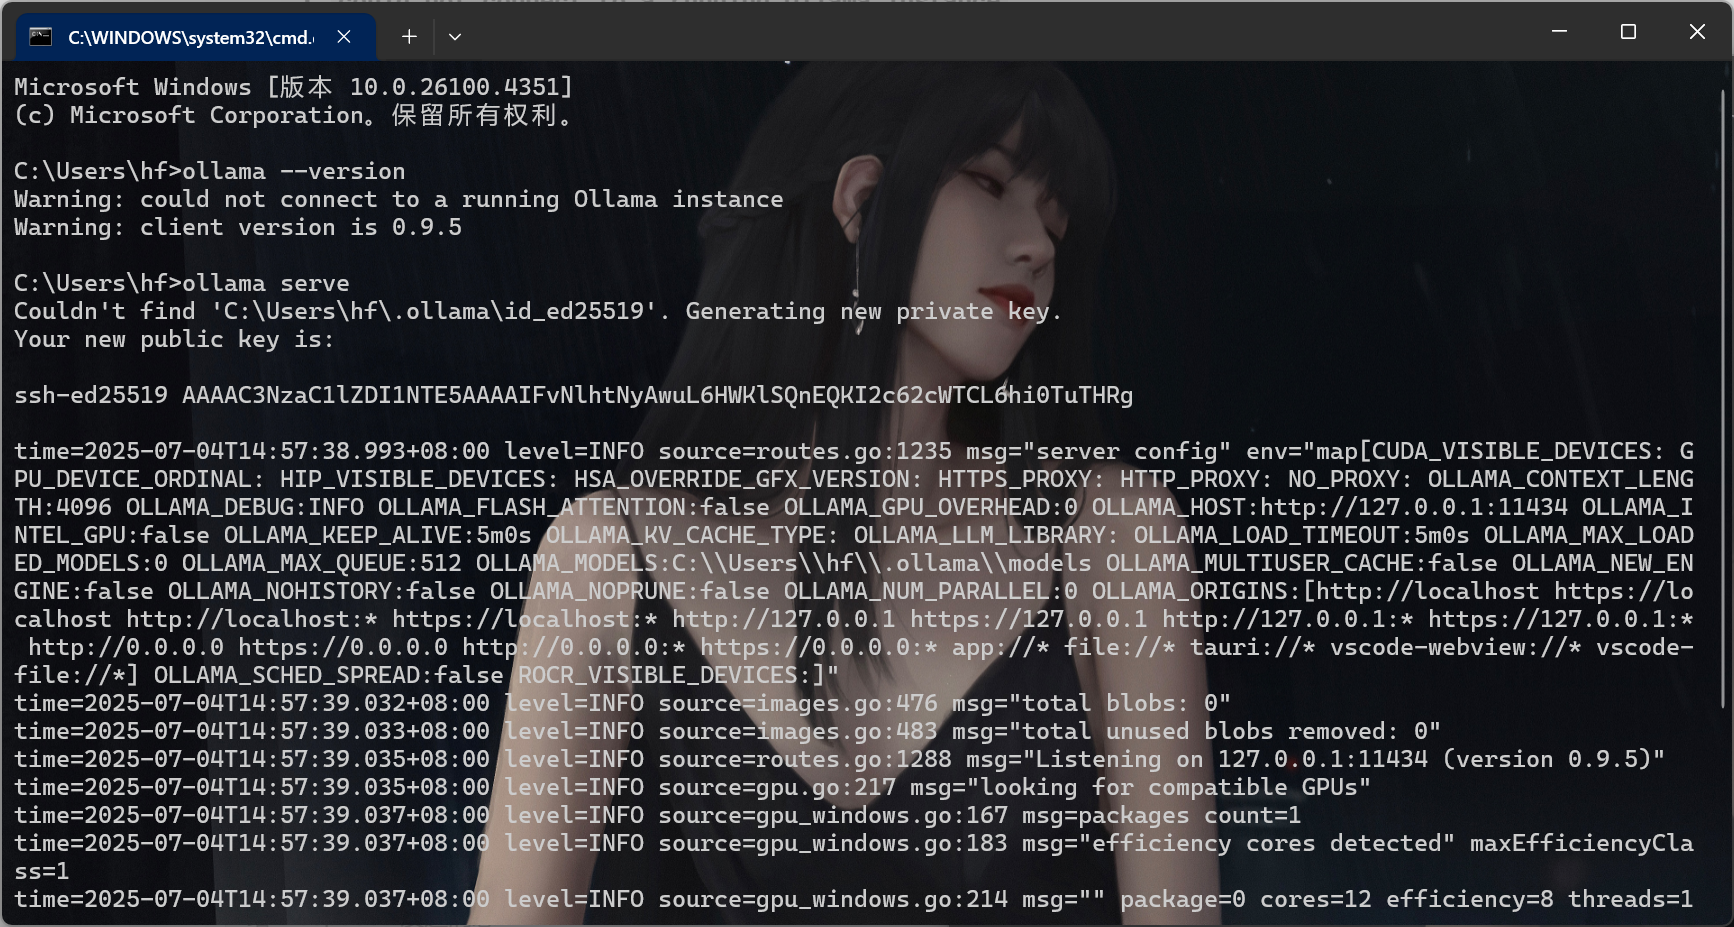 C:\WINDOWS\system32\cmd.
Microsoft Windows [版本 10.0.26100.4351]
(c) Microsoft Corporation。保留所有权利。
C:\Users\hf>ollama --version
Warning: could not connect to a running Ollama instance
Warning: client version is 0.9.5
C:\Users\hf>ollama serve
Couldn't find 'C:\Users\hf\.ollama\id_ed25519'. Generating new private key.
Your new public key is:
ssh-ed25519 AAAAC3NzaC1lZDI1NTE5AAAAIFvNlhtNyAwuL6HWKlSQnEQKI2c62cWTCL6hi0TuTHRg
time=2025-07-04T14:57:38.993+08:00 level=INFO source=routes.go:1235 msg="server config" env="map[CUDA_VISIBLE_DEVICES: G
PU_DEVICE_ORDINAL: HIP_VISIBLE_DEVICES: HSA_OVERRIDE_GFX_VERSION: HTTPS_PROXY: HTTP_PROXY: NO_PROXY: OLLAMA_CONTEXT_LENG
TH:4096 OLLAMA_DEBUG:INFO OLLAMA_FLASH_ATTENTION:false OLLAMA_GPU_OVERHEAD:0 OLLAMA_HOST:http://127.0.0.1:11434 OLLAMA_I
NTEL_GPU:false OLLAMA_KEEP_ALIVE:5m0s OLLAMA_KV_CACHE_TYPE: OLLAMA_LLM_LIBRARY: OLLAMA_LOAD_TIMEOUT:5m0s OLLAMA_MAX_LOAD
ED_MODELS:0 OLLAMA_MAX_QUEUE:512 OLLAMA_MODELS:C:\\Users\\hf\\.ollama\\models OLLAMA_MULTIUSER_CACHE:false OLLAMA_NEW_EN
GINE:false OLLAMA_NOHISTORY:false OLLAMA_NOPRUNE:false OLLAMA_NUM_PARALLEL:0 OLLAMA_ORIGINS:[http://localhost https://lo
calhost http://localhost:* https://localhost:* http://127.0.0.1 https://127.0.0.1 http://127.0.0.1:* https://127.0.0.1:*
http://0.0.0.0 https://0.0.0.0 http://0.0.0.0:* https://0.0.0.0:* app://* file://* tauri://* vscode-webview://* vscode-
file://*] OLLAMA_SCHED_SPREAD:false ROCR_VISIBLE_DEVICES:]"
time=2025-07-04T14:57:39.032+08:00 level=INFO source=images.go:476 msg="total blobs: 0"
time=2025-07-04T14:57:39.033+08:00 level=INFO source=images.go:483 msg="total unused blobs removed: 0"
time=2025-07-04T14:57:39.035+08:00 level=INFO source=routes.go:1288 msg="Listening on 127.0.0.1:11434 (version 0.9.5)"
time=2025-07-04T14:57:39.035+08:00 level=INFO source=gpu.go:217 msg="looking for compatible GPUs"
time=2025-07-04T14:57:39.037+08:00 level=INFO source=gpu_windows.go:167 msg=packages count=1
time=2025-07-04T14:57:39.037+08:00 level=INFO source=gpu_windows.go:183 msg="efficiency cores detected" maxEfficiencyCla
ss=1
time=2025-07-04T14:57:39.037+08:00 level=INFO source=gpu_windows.go:214 msg="" package=0 cores=12 efficiency=8 threads=1